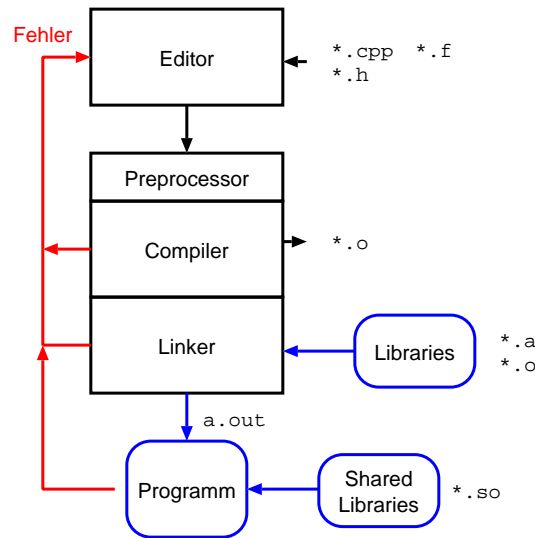 Fehler
Editor
*.cpp *.f
*.h
Preprocessor
Compiler
*.o
Linker
Libraries
*.a
*.o
a.out
Programm
Shared
Libraries
*.so